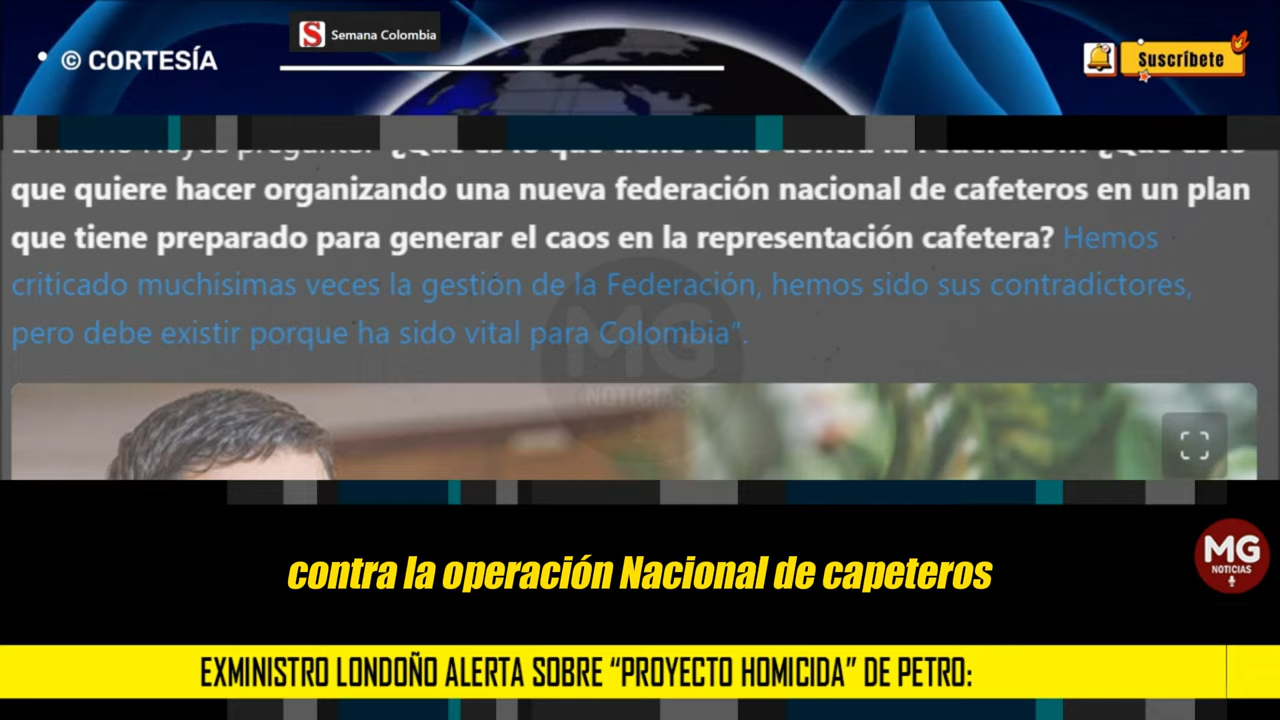 Semana Colombia
© CORTESÍA
Suscríbete
que quiere hacer organizando una nueva federación nacional de cafeteros en un plan
que tiene preparado para generar el caos en la representación cafetera? Hemos
criticado muchísimas veces la gestión de la Federación, hemos sido sus contradictores,
pero debe existir porque ha sido vital para Colombia”.
MG
NOTICIAS
contra la operación Nacional de capeteros
MG
NOTICIAS
EXMINISTRO LONDOÑO ALERTA SOBRE “PROYECTO HOMICIDA” DE PETRO: